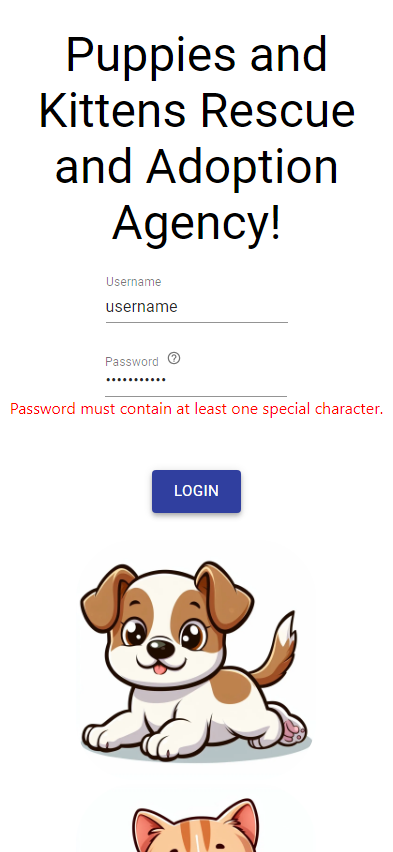 Puppies and
Kittens Rescue
and Adoption
Agency!
Username
username
Password ?
•••••••••••
Password must contain at least one special character.
LOGIN